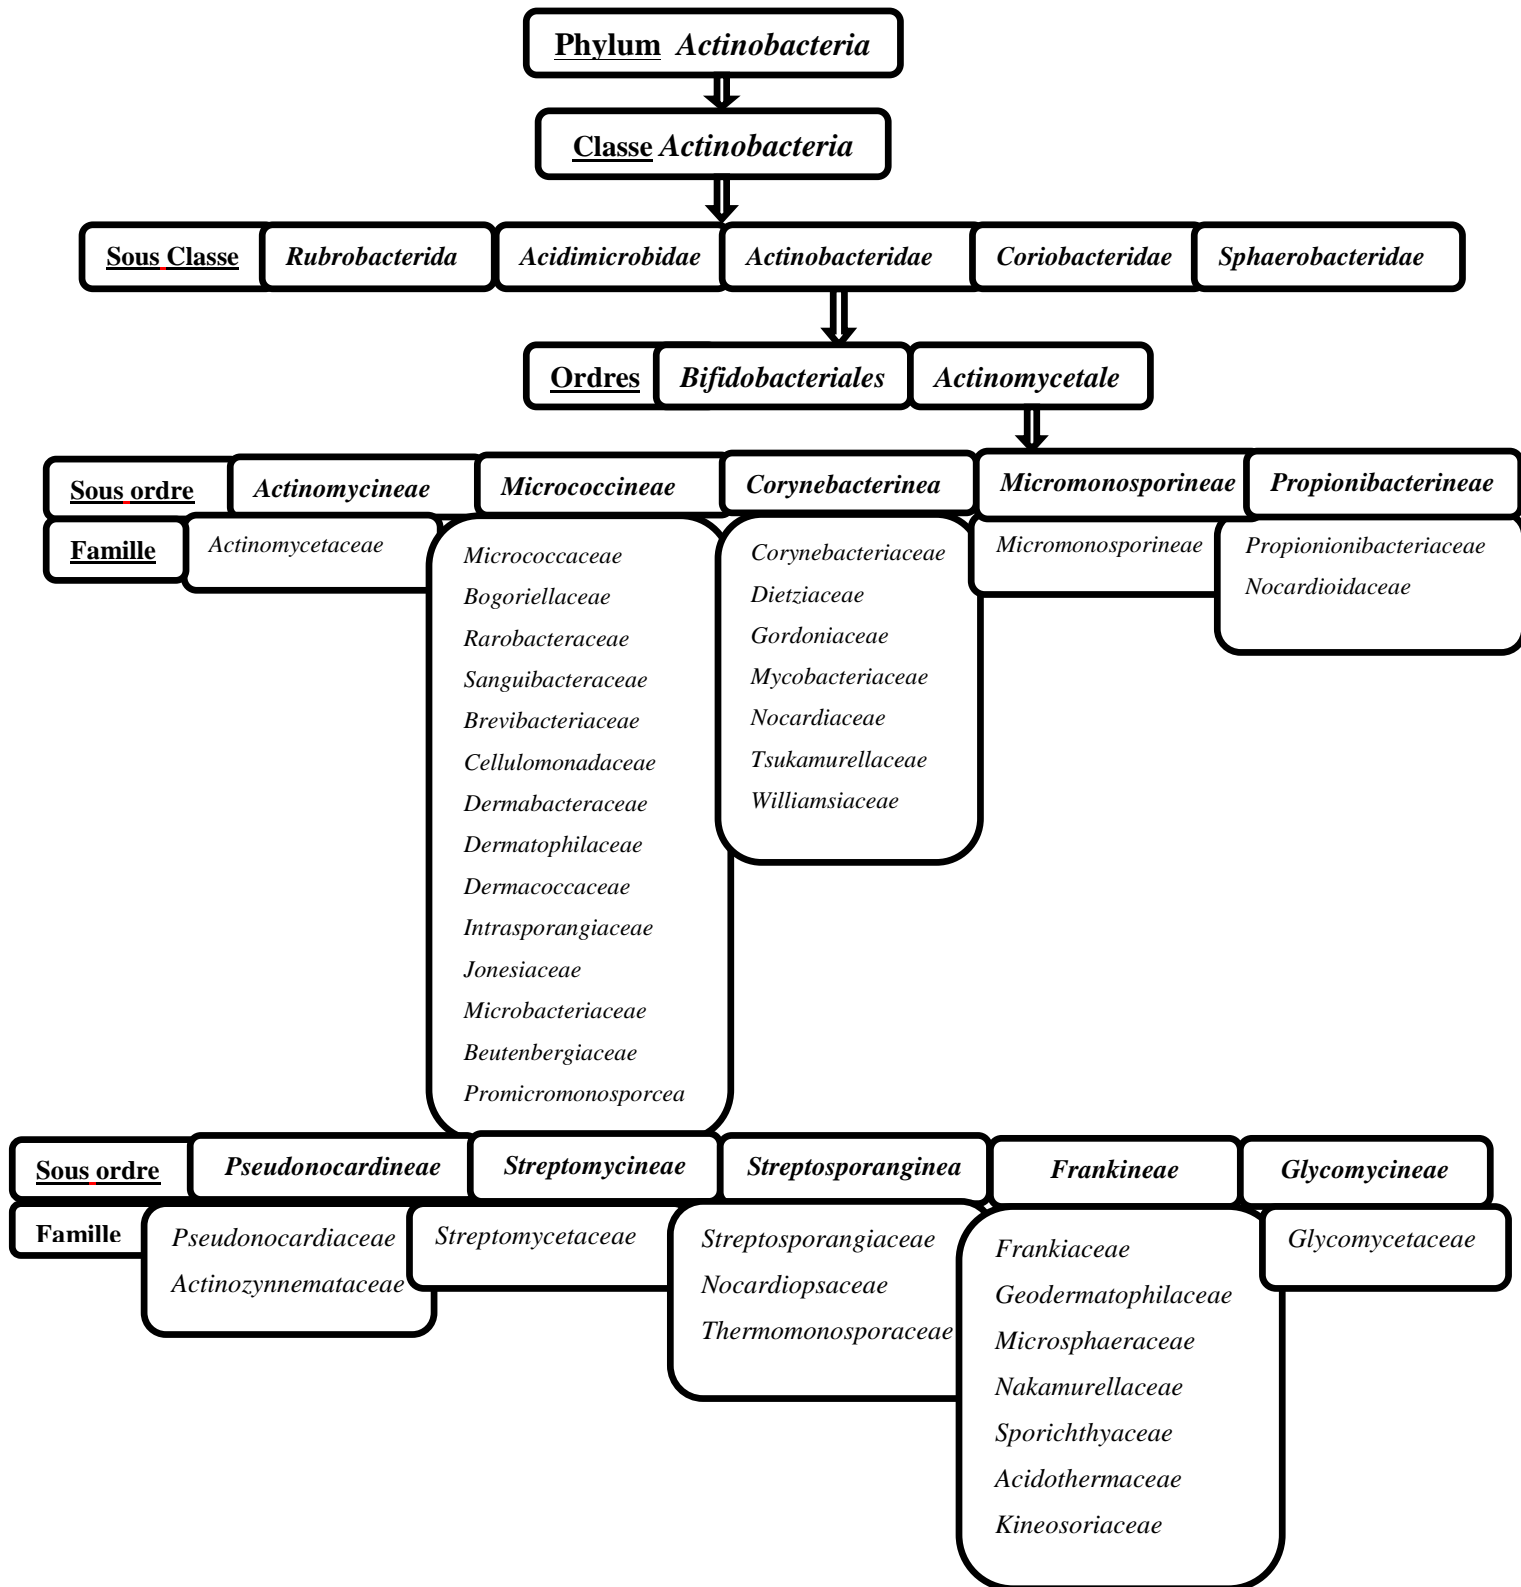 Phylum Actinobacteria
Classe Actinobacteria
Sous Classe Rubrobacterida Acidimicrobidae Actinobacteridae Coriobacteridae Sphaerobacteridae
Ordres Bifidobacteriales Actinomycetale
Sous ordre Actinomycineae Micrococcineae Corynebacterinea Micromonosporineae Propionibacterineae
Famille
Actinomycetaceae
Micrococcaceae
Bogoriellaceae
Rarobacteraceae
Sanguibacteraceae
Brevibacteriaceae
Cellulomonadaceae
Dermabacteraceae
Dermatophilaceae
Dermacoccaceae
Intrasporangiaceae
Jonesiaceae
Microbacteriaceae
Beutenbergiaceae
Promicromonosporcea
Corynebacteriaceae
Dietziaceae
Gordoniaceae
Mycobacteriaceae
Nocardiaceae
Tsukamurellaceae
Williamsiaceae
Micromonosporineae
Propionionibacteriaceae
Nocardioidaceae
Sous ordre Pseudonocardineae Streptomycineae Streptosporanginea Frankineae Glycomycineae
Famille
Pseudonocardiaceae
Actinozynnemataceae
Streptomycetaceae
Streptosporangiaceae
Nocardiopsaceae
Thermomonosporaceae
Frankiaceae
Geodermatophilaceae
Microsphaeraceae
Nakamurellaceae
Sporichthyaceae
Acidothermaceae
Kineosoriaceae
Glycomycetaceae